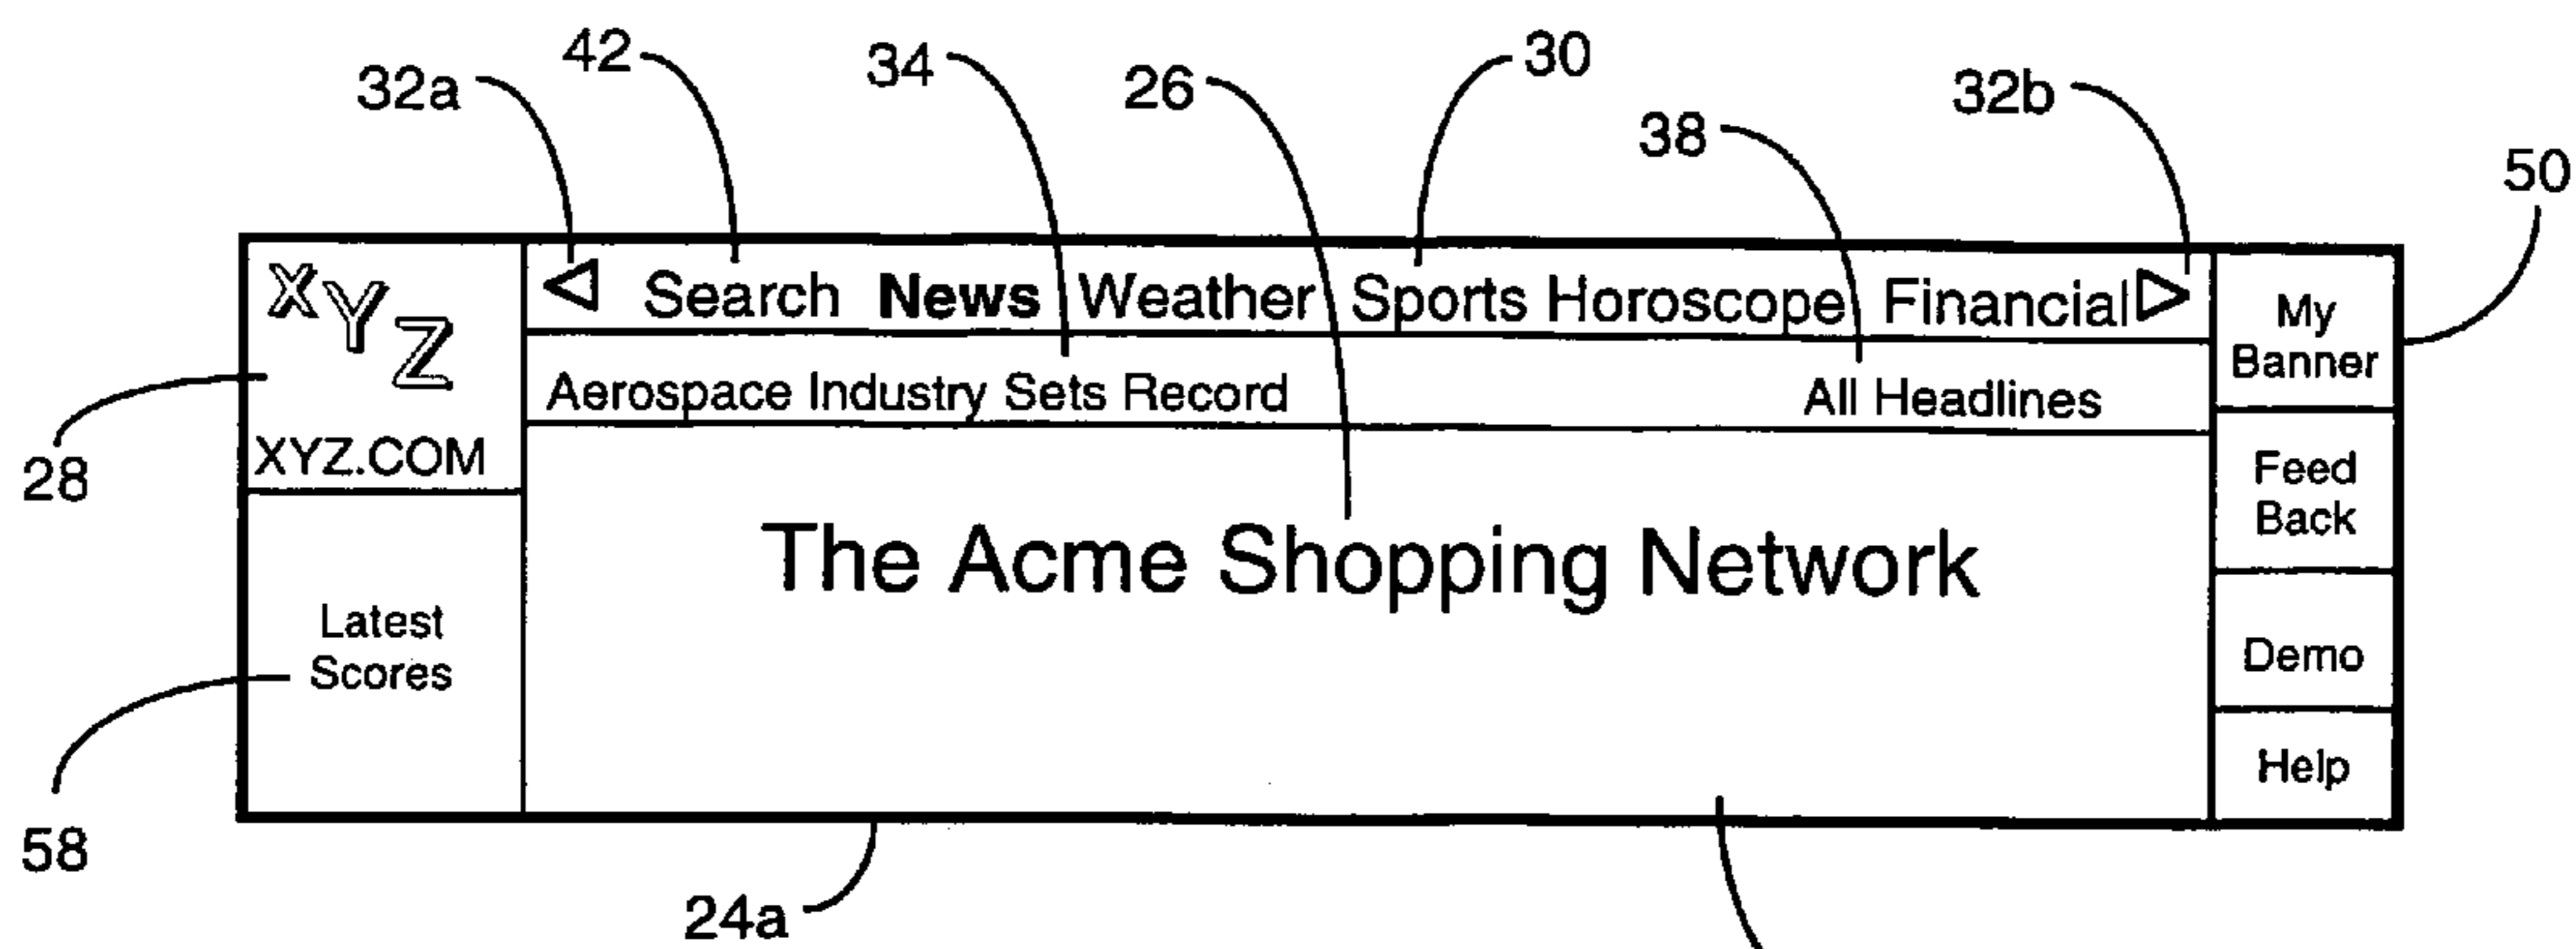 42
30
34
26
32a
32b
38
50
Search News Weather Sports Horoscope Financial
XYZ
My
Banner
Aerospace Industry Sets Record
All Headlines
XYZ.COM
28
Feed
Back
The Acme Shopping Network
Latest
Scores
Demo
Help
58
24a